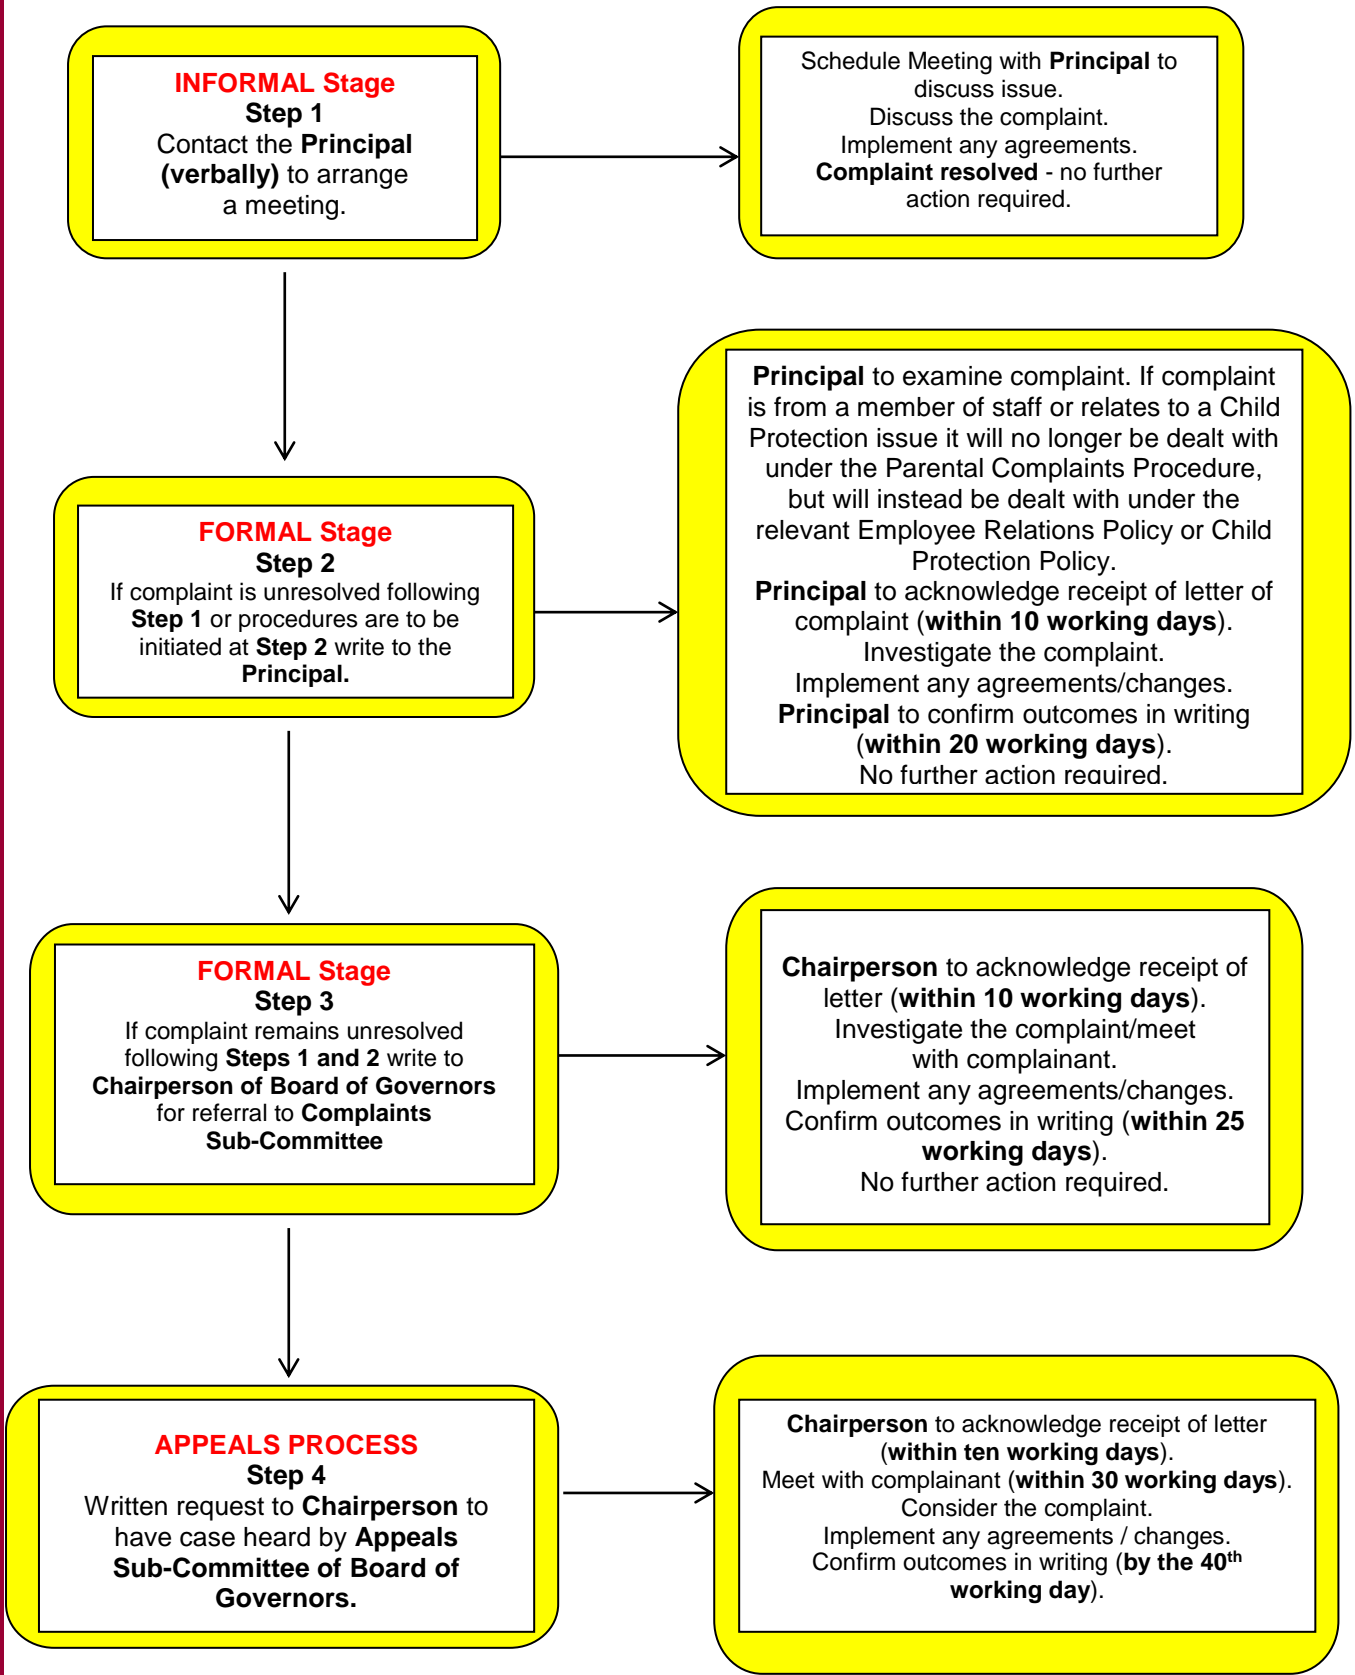 INFORMAL Stage
Step 1
Contact the Principal
(verbally) to arrange
a meeting.
Schedule Meeting with Principal to
discuss issue.
Discuss the complaint.
Implement any agreements.
Complaint resolved - no further
action required.
FORMAL Stage
Step 2
If complaint is unresolved following
Step 1 or procedures are to be
initiated at Step 2 write to the
Principal.
Principal to examine complaint. If complaint
is from a member of staff or relates to a Child
Protection issue it will no longer be dealt with
under the Parental Complaints Procedure,
but will instead be dealt with under the
relevant Employee Relations Policy or Child
Protection Policy.
Principal to acknowledge receipt of letter of
complaint (within 10 working days).
Investigate the complaint.
Implement any agreements/changes.
Principal to confirm outcomes in writing
(within 20 working days).
No further action required.
FORMAL Stage
Step 3
If complaint remains unresolved
following Steps 1 and 2 write to
Chairperson of Board of Governors
for referral to Complaints
Sub-Committee
Chairperson to acknowledge receipt of
letter (within 10 working days).
Investigate the complaint/meet
with complainant.
Implement any agreements/changes.
Confirm outcomes in writing (within 25
working days).
No further action required.
APPEALS PROCESS
Step 4
Written request to Chairperson to
have case heard by Appeals
Sub-Committee of Board of
Governors.
Chairperson to acknowledge receipt of letter
(within ten working days).
Meet with complainant (within 30 working days).
Consider the complaint.
Implement any agreements / changes.
Confirm outcomes in writing (by the 40th
working day).